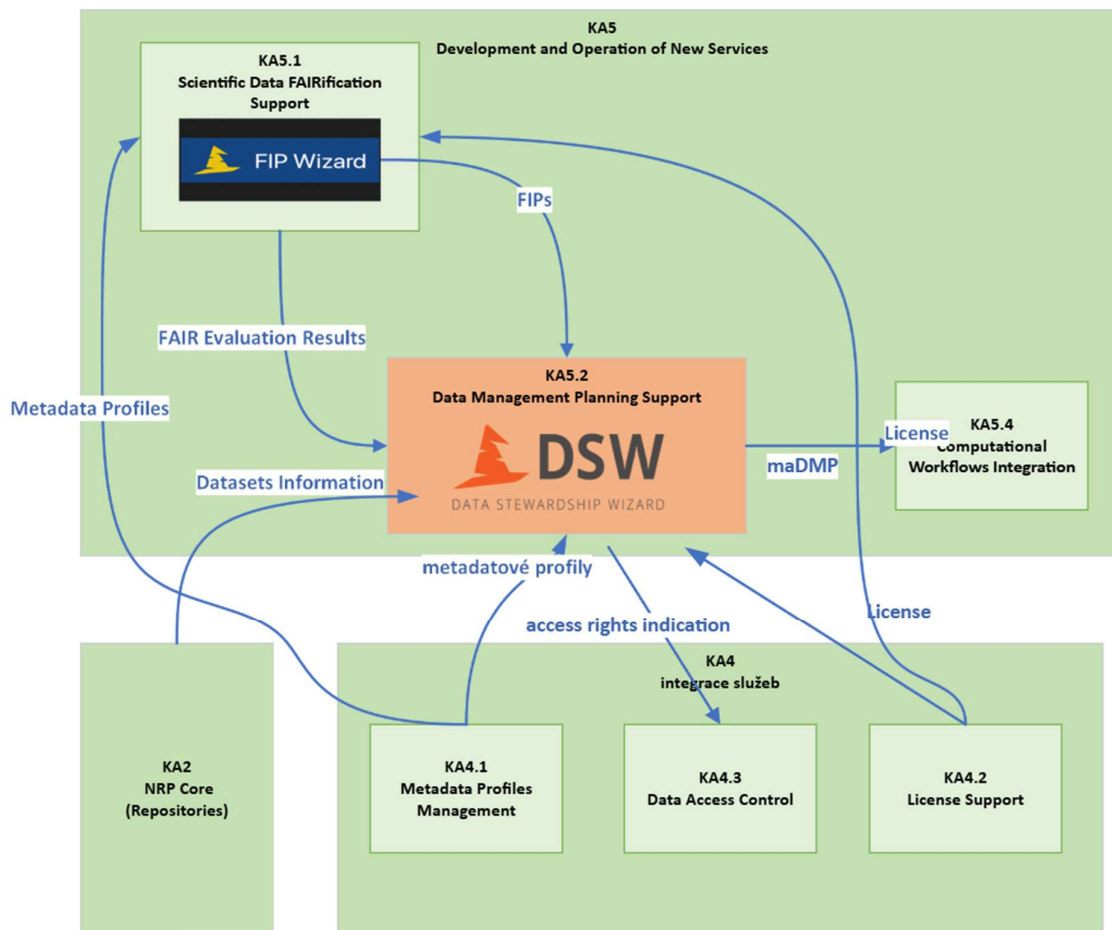 KA5
Development and Operation of New Services
KA5.1
Scientific Data FAIRification
Support
FIP Wizard
FIPs
FAIR Evaluation Results
KA5.2
Data Management Planning Support
DSW
DATA STEWARDSHIP WIZARD
Metadata Profiles
Datasets Information
License
maDMP
KA5.4
Computational
Workflows Integration
metadatové profily
access rights indication
License
KA4
integrace služeb
KA2
NRP Core
(Repositories)
KA4.1
Metadata Profiles
Management
KA4.3
Data Access Control
KA4.2
License Support